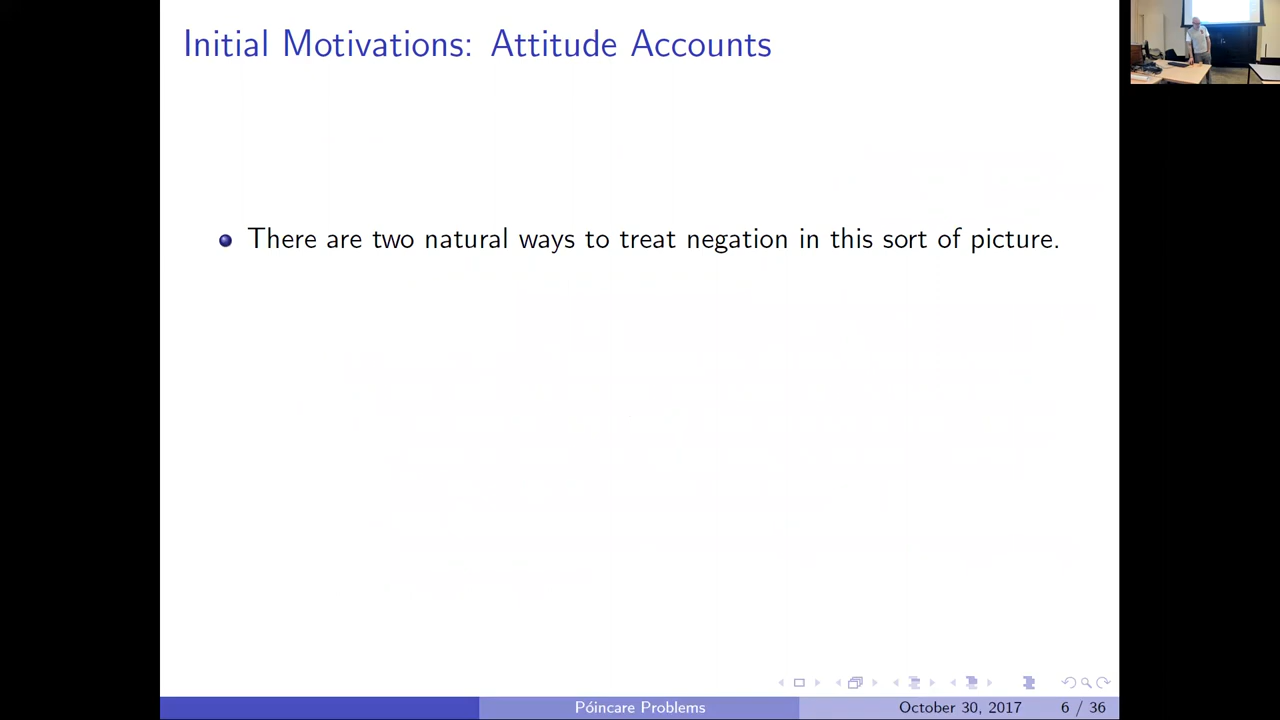 Initial Motivations: Attitude Accounts
There are two natural ways to treat negation in this sort of picture.
Póincare Problems
October 30, 2017
6 / 36